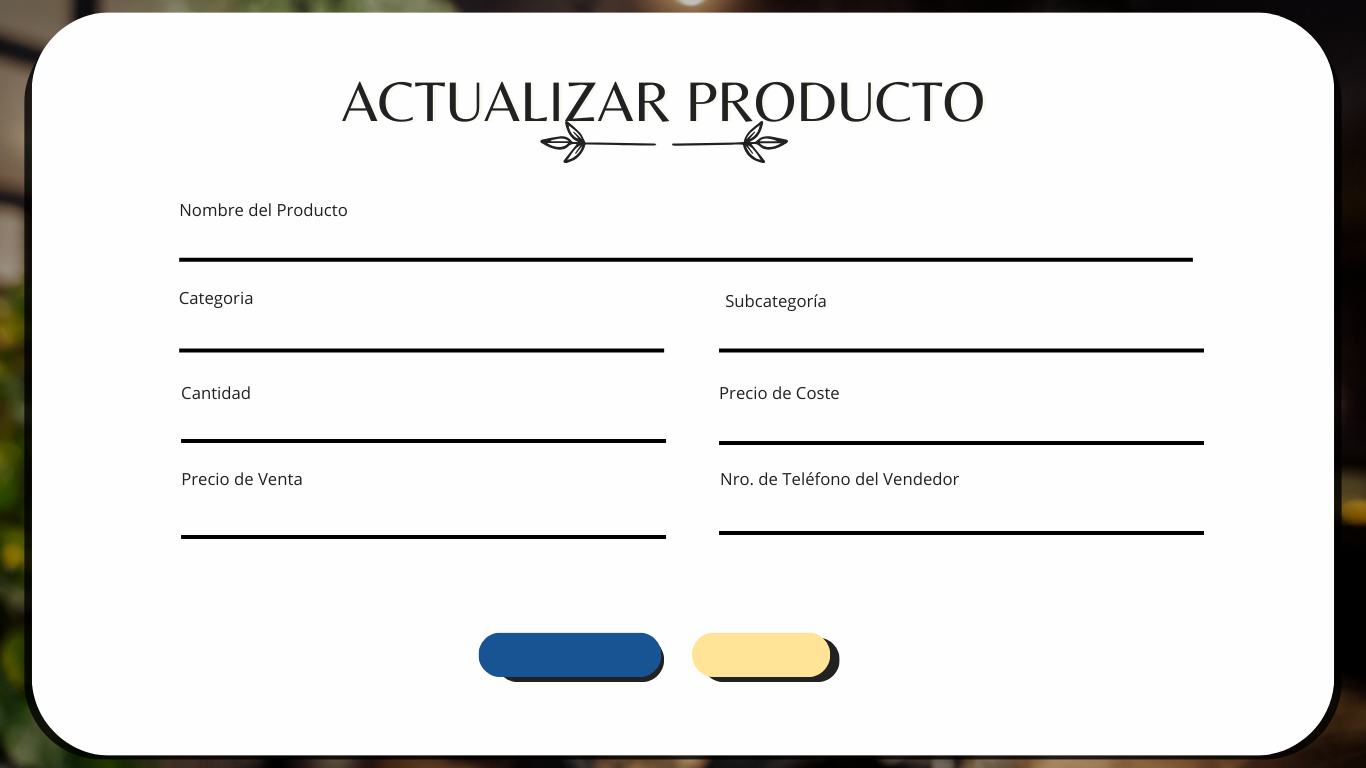 ACTUALIZAR PRODUCTO
Nombre del Producto
Categoria
Subcategoría
Cantidad
Precio de Coste
Precio de Venta
Nro. de Teléfono del Vendedor